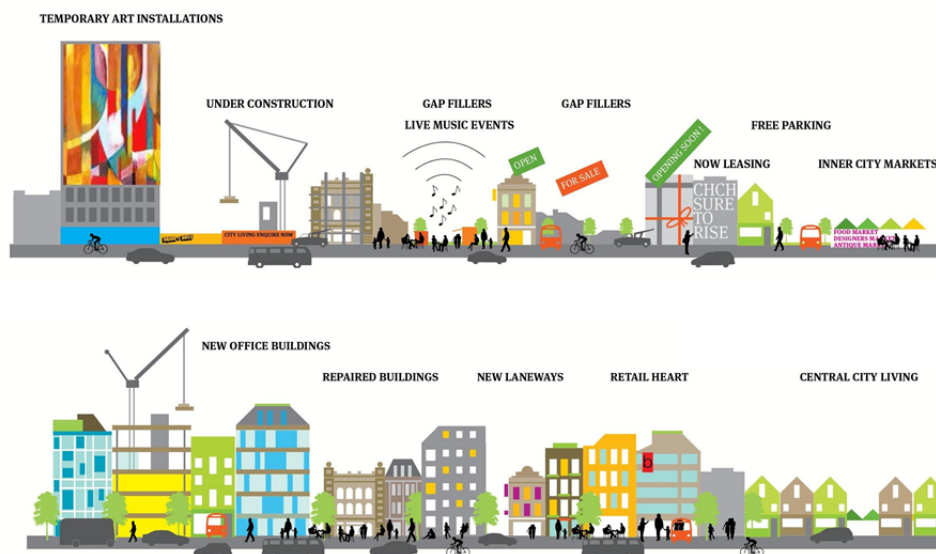 TEMPORARY ART INSTALLATIONS
UNDER CONSTRUCTION
GAP FILLERS
GAP FILLERS
LIVE MUSIC EVENTS
FREE PARKING
NOW LEASING
INNER CITY MARKETS
OPEN
FOR SALE
OPENING SOON!
CHCH
SURE
TO
RISE
CITY LIVING ENQUIRE NOW
FOOD MARKET
DESIGNERS
ANTIQUE
NEW OFFICE BUILDINGS
REPAIRED BUILDINGS
NEW LANEWAYS
RETAIL HEART
CENTRAL CITY LIVING
b